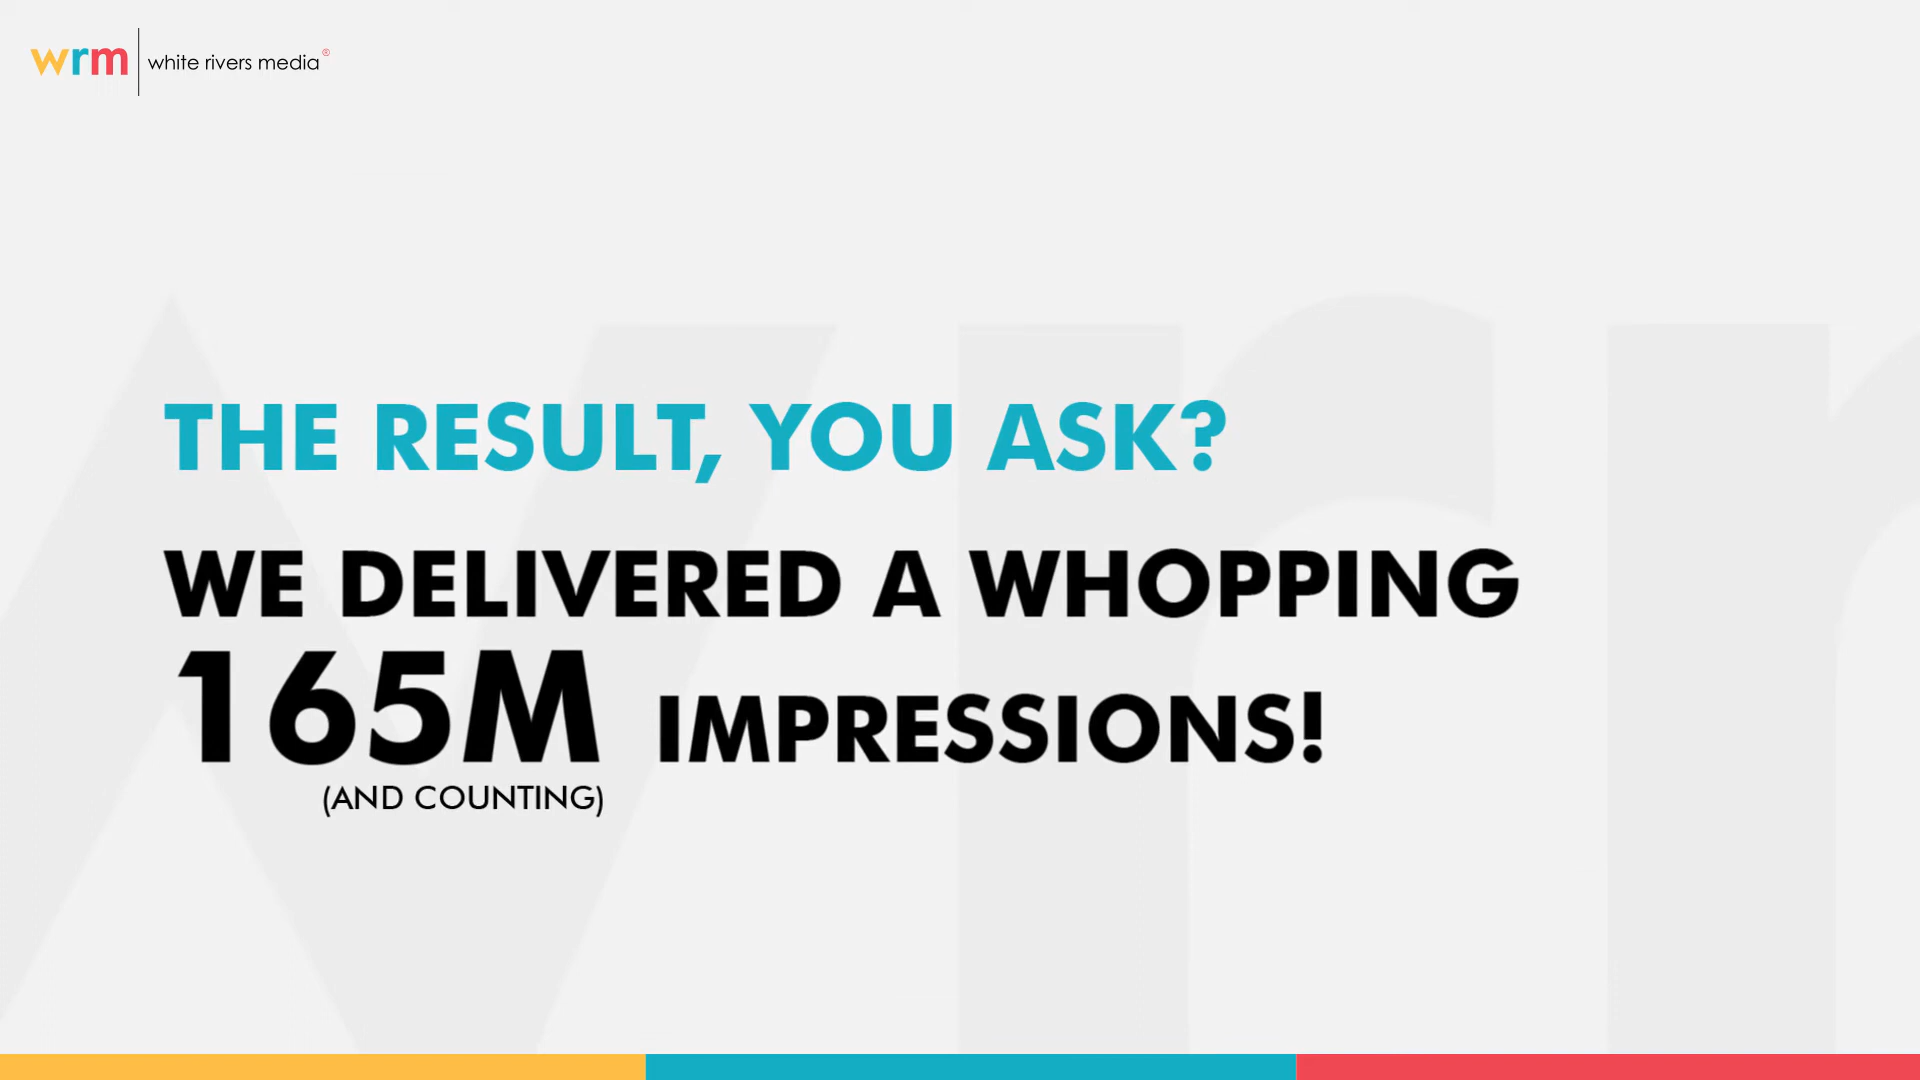 wrm white rivers media®
THE RESULT, YOU ASK?
WE DELIVERED A WHOPPING
165M IMPRESSIONS!
(AND COUNTING)